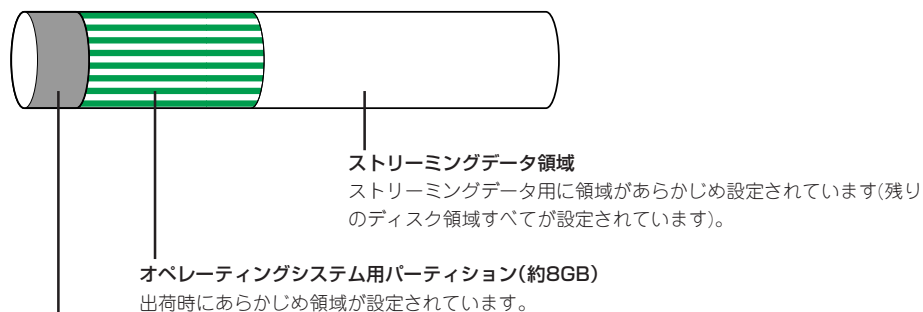 ストリーミングデータ領域
ストリーミングデータ用に領域があらかじめ設定されています(残り
のディスク領域すべてが設定されています)。
オペレーティングシステム用パーティション(約8GB)
出荷時にあらかじめ領域が設定されています。